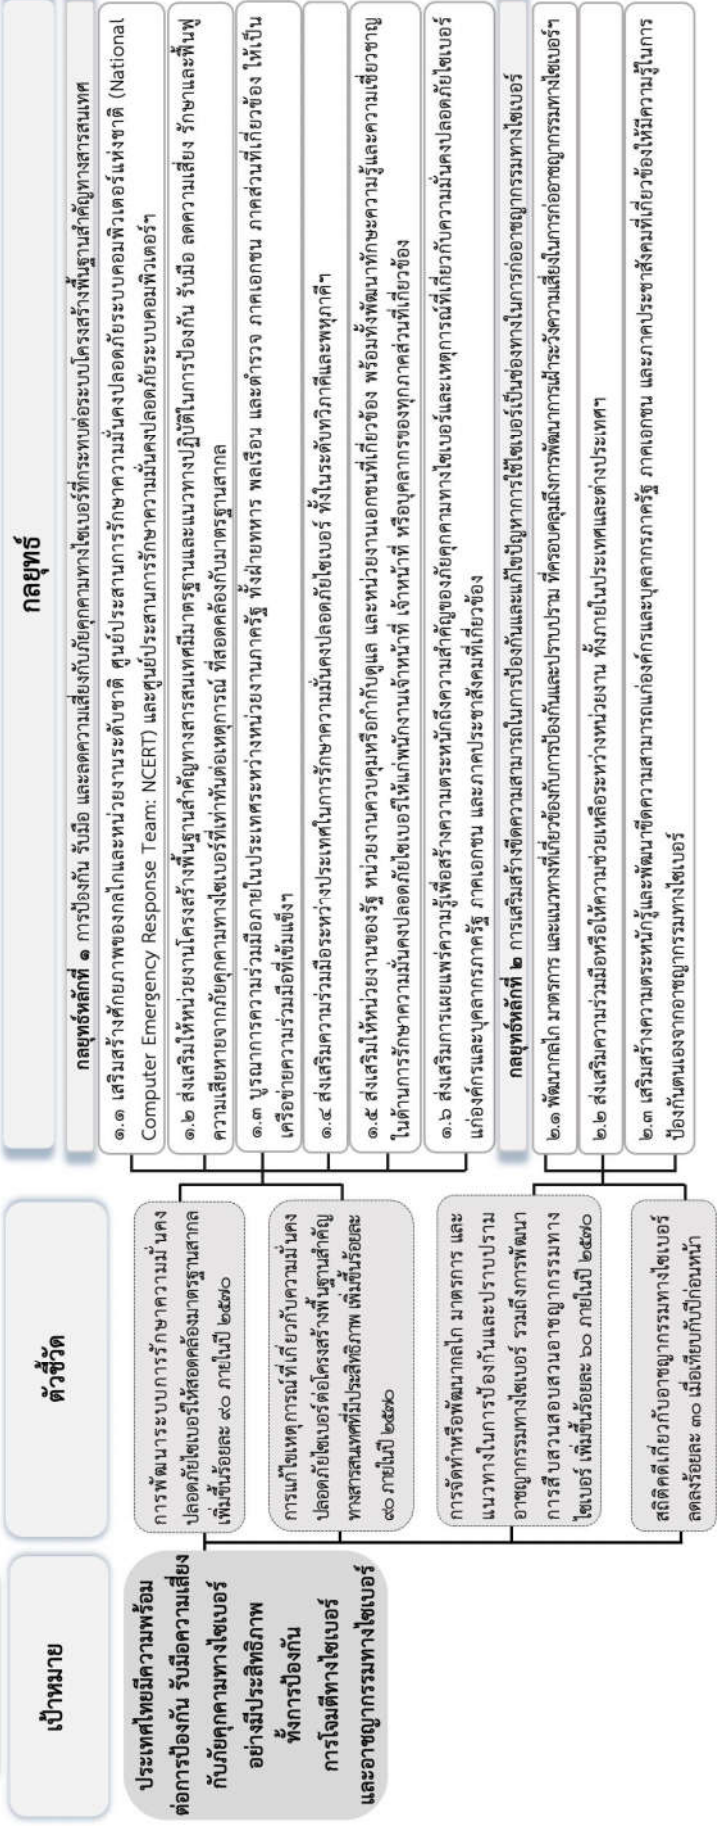 เป้าหมาย
ตัวชี้วัด
กลยุทธ์
ประเทศไทยมีความพร้อม
ต่อการป้องกัน รับมือความเสี่ยง
กับภัยคุกคามทางไซเบอร์
อย่างมีประสิทธิภาพ
ทั้งการป้องกัน
การโจมตีทางไซเบอร์
และอาชญากรรมทางไซเบอร์
การพัฒนาระบบการรักษาความมั่นคง
ปลอดภัยไซเบอร์ให้สอดคล้องมาตรฐานสากล
เพิ่มขึ้นร้อยละ ๙๐ ภายในปี ๒๕๗๐
การแก้ไขเหตุการณ์ที่เกี่ยวกับความมั่นคง
ปลอดภัยไซเบอร์ต่อโครงสร้างพื้นฐานสำคัญ
ทางสารสนเทศที่มีประสิทธิภาพ เพิ่มขึ้นร้อยละ
๙๐ ภายในปี ๒๕๗๐
การจัดทำหรือพัฒนากลไก มาตรการ และ
แนวทางในการป้องกันและปราบปราม
อาชญากรรมทางไซเบอร์ รวมถึงการพัฒนา
การสืบสวนสอบสวนอาชญากรรมทาง
ไซเบอร์ เพิ่มขึ้นร้อยละ ๖๐ ภายในปี ๒๕๗๐
สถิติคดีเกี่ยวกับอาชญากรรมทางไซเบอร์
ลดลงร้อยละ ๓๐ เมื่อเทียบกับปีก่อนหน้า
กลยุทธ์หลักที่ ๑ การป้องกัน รับมือ และลดความเสี่ยงกับภัยคุกคามทางไซเบอร์ที่กระทบต่อระบบโครงสร้างพื้นฐานสำคัญทางสารสนเทศ
๑.๑ เสริมสร้างศักยภาพของกลไกและหน่วยงานระดับชาติ ศูนย์ประสานการรักษาความมั่นคงปลอดภัยระบบคอมพิวเตอร์แห่งชาติ (National
Computer Emergency Response Team: NCERT) และศูนย์ประสานการรักษาความมั่นคงปลอดภัยระบบคอมพิวเตอร์ฯ
๑.๒ ส่งเสริมให้หน่วยงานโครงสร้างพื้นฐานสำคัญทางสารสนเทศมีมาตรฐานและแนวทางปฏิบัติในการป้องกัน รับมือ ลดความเสี่ยง รักษาและฟื้นฟู
ความเสียหายจากภัยคุกคามทางไซเบอร์ที่เท่าทันต่อเหตุการณ์ ที่สอดคล้องกับมาตรฐานสากล
๑.๓ บูรณาการความร่วมมือภายในประเทศระหว่างหน่วยงานภาครัฐ ทั้งฝ่ายทหาร พลเรือน และตำรวจ ภาคเอกชน ภาคส่วนที่เกี่ยวข้อง ให้เป็น
เครือข่ายความร่วมมือที่เข้มแข็งฯ
๑.๔ ส่งเสริมความร่วมมือระหว่างประเทศในการรักษาความมั่นคงปลอดภัยไซเบอร์ ทั้งในระดับทวิภาคีและพหุภาคีฯ
๑.๕ ส่งเสริมให้หน่วยงานของรัฐ หน่วยงานควบคุมหรือกำกับดูแล และหน่วยงานเอกชนที่เกี่ยวข้อง พร้อมทั้งพัฒนาทักษะความรู้และความเชี่ยวชาญ
ในด้านการรักษาความมั่นคงปลอดภัยไซเบอร์ให้แก่พนักงานเจ้าหน้าที่ เจ้าหน้าที่ หรือบุคลากรของทุกภาคส่วนที่เกี่ยวข้อง
๑.๖ ส่งเสริมการเผยแพร่ความรู้เพื่อสร้างความตระหนักถึงความสำคัญของภัยคุกคามทางไซเบอร์และเหตุการณ์ที่เกี่ยวกับความมั่นคงปลอดภัยไซเบอร์
แก่องค์กรและบุคลากรภาครัฐ ภาคเอกชน และภาคประชาสังคมที่เกี่ยวข้อง
กลยุทธ์หลักที่ ๒ การเสริมสร้างขีดความสามารถในการป้องกันและแก้ไขปัญหาการใช้ไซเบอร์เป็นช่องทางในการก่ออาชญากรรมทางไซเบอร์
๒.๑ พัฒนากลไก มาตรการ และแนวทางที่เกี่ยวข้องกับการป้องกันและปราบปราม ที่ครอบคลุมถึงการพัฒนาการเฝ้าระวังความเสี่ยงในการก่ออาชญากรรมทางไซเบอร์ฯ
๒.๒ ส่งเสริมความร่วมมือหรือให้ความช่วยเหลือระหว่างหน่วยงาน ทั้งภายในประเทศและต่างประเทศฯ
๒.๓ เสริมสร้างความตระหนักรู้และพัฒนาขีดความสามารถแก่องค์กรและบุคลากรภาครัฐ ภาคเอกชน และภาคประชาสังคมที่เกี่ยวข้องให้มีความรู้ในการ
ป้องกันตนเองจากอาชญากรรมทางไซเบอร์